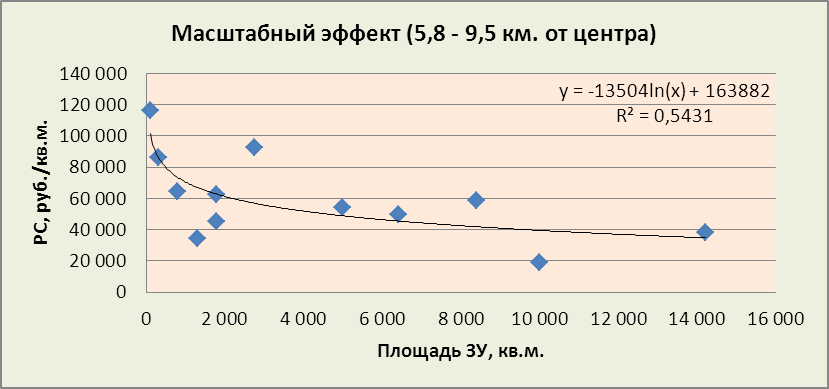 Масштабный эффект (5,8 - 9,5 км. от центра)
y = -13504ln(x) + 163882
R² = 0,5431
РС, руб./кв.м.
140 000
120 000
100 000
80 000
60 000
40 000
20 000
0
0 2 000 4 000 6 000 8 000 10 000 12 000 14 000 16 000
Площадь ЗУ, кв.м.